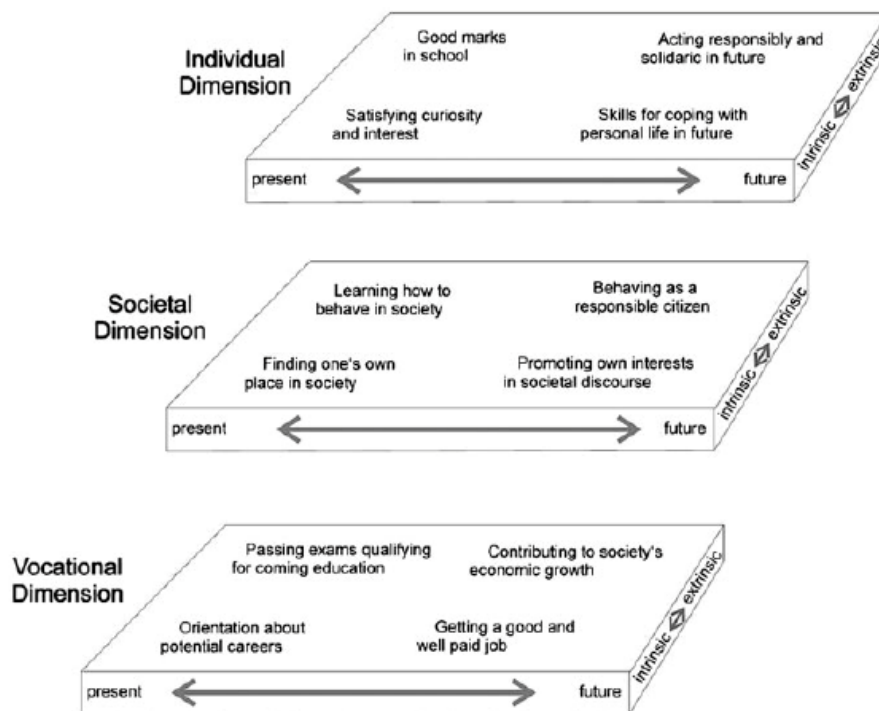 Individual
Dimension
Good marks
in school
Acting responsibly and
solidaric in future
Satisfying curiosity
and interest
Skills for coping with
personal life in future
present
future
intrinsic
extrinsic
Societal
Dimension
Learning how to
behave in society
Behaving as a
responsible citizen
Finding one's own
place in society
Promoting own interests
in societal discourse
present
future
intrinsic
extrinsic
Vocational
Dimension
Passing exams qualifying
for coming education
Contributing to society's
economic growth
Orientation about
potential careers
Getting a good and
well paid job
present
future
intrinsic
extrinsic